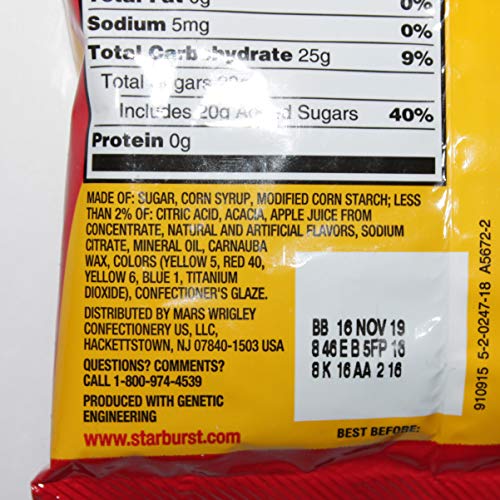 Total Fat 0g 0%
Sodium 5mg 0%
Total Carbohydrate 25g 9%
Total Sugars
Includes 20g Added Sugars 40%
Protein 0g
MADE OF: SUGAR, CORN SYRUP, MODIFIED CORN STARCH; LESS
THAN 2% OF: CITRIC ACID, ACACIA, APPLE JUICE FROM
CONCENTRATE, NATURAL AND ARTIFICIAL FLAVORS, SODIUM
CITRATE, MINERAL OIL, CARNAUBA
WAX, COLORS (YELLOW 5, RED 40,
YELLOW 6, BLUE 1, TITANIUM
DIOXIDE), CONFECTIONER'S GLAZE.
DISTRIBUTED BY MARS WRIGLEY
CONFECTIONERY US, LLC,
HACKETTSTOWN, NJ 07840-1503 USA
QUESTIONS? COMMENTS?
CALL 1-800-974-4539
PRODUCED WITH GENETIC
ENGINEERING
www.starburst.com
BB 16 NOV 19
846 E B 5FP 16
8K 16 AA 2 16
BEST BEFORE:
910915 5-2-0247-18 A5672-2